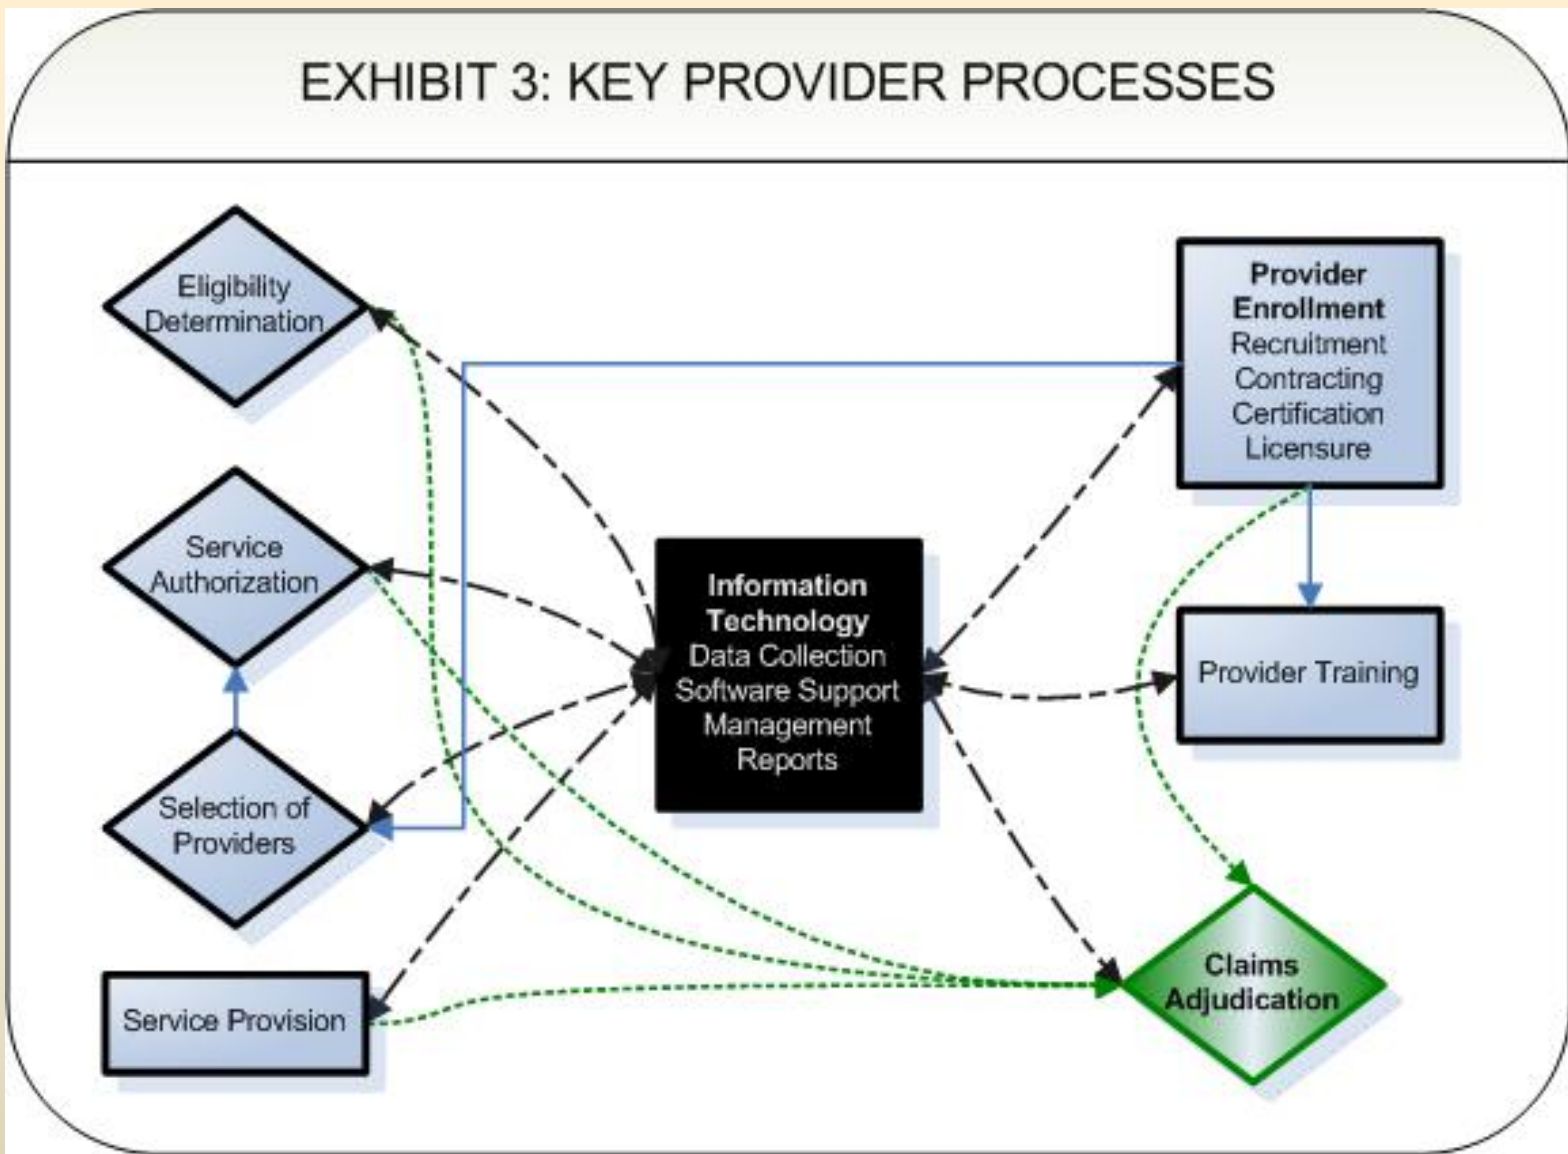 EXHIBIT 3: KEY PROVIDER PROCESSES
Eligibility
Determination
Service
Authorization
Selection of
Providers
Service Provision
Information
Technology
Data Collection
Software Support
Management
Reports
Provider
Enrollment
Recruitment
Contracting
Certification
Licensure
Provider Training
Claims
Adjudication